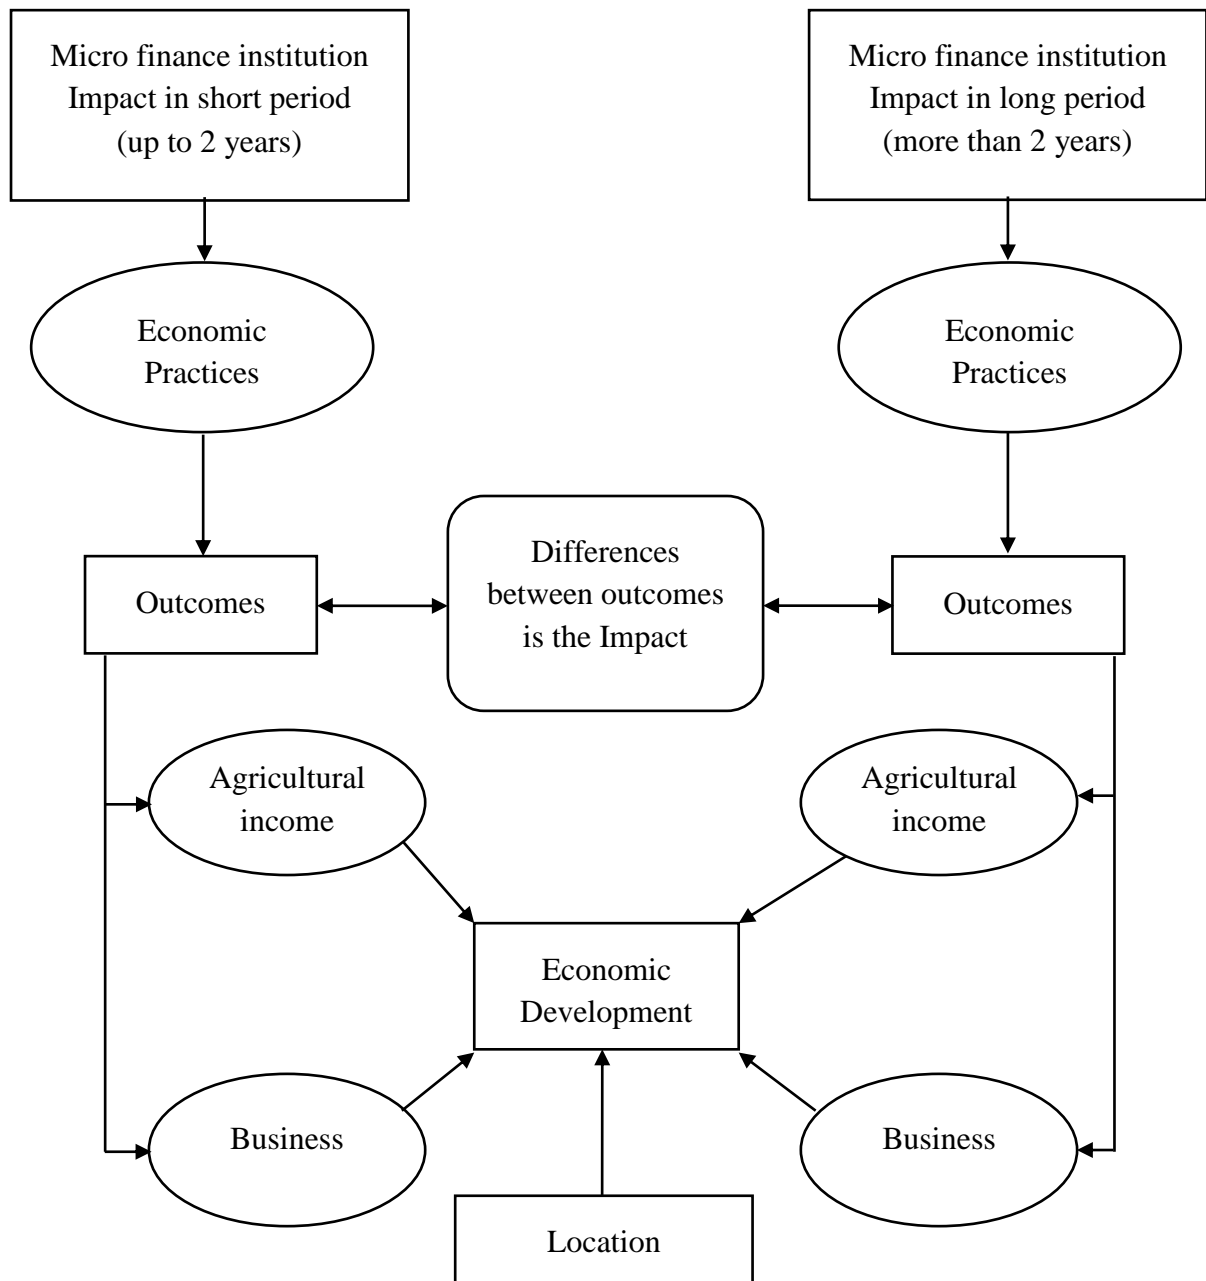 Micro finance institution
Impact in short period
(up to 2 years)
Micro finance institution
Impact in long period
(more than 2 years)
Economic
Practices
Economic
Practices
Outcomes
Differences
between outcomes
is the Impact
Outcomes
Agricultural
income
Agricultural
income
Economic
Development
Business
Business
Location